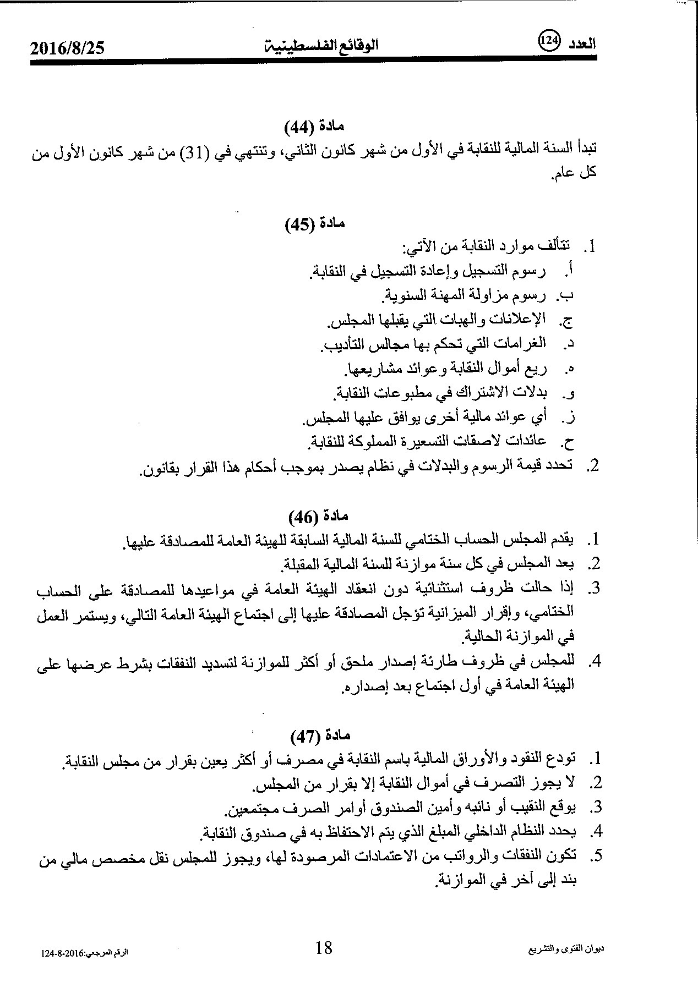 العدد 124 الوقائع الفلسطينية 2016/8/25
مادة (44)
تبدأ السنة المالية للنقابة في الأول من شهر كانون الثاني، وتنتهي في (31) من شهر كانون الأول من
كل عام.
مادة (45)
1. تتألف موارد النقابة من الآتي:
أ. رسوم التسجيل وإعادة التسجيل في النقابة.
ب. رسوم مزاولة المهنة السنوية.
ج. الإعلانات والهبات التي يقبلها المجلس.
د. الغرامات التي تحكم بها مجالس التأديب.
ه. ريع أموال النقابة وعوائد مشاريعها.
و. بدلات الاشتراك في مطبوعات النقابة.
ز. أي عوائد مالية أخرى يوافق عليها المجلس.
ح. عائدات لاصقات التسعيرة المملوكة للنقابة.
2. تحدد قيمة الرسوم والبدلات في نظام يصدر بموجب أحكام هذا القرار بقانون.
مادة (46)
1. يقدم المجلس الحساب الختامي للسنة المالية السابقة للهيئة العامة للمصادقة عليها.
2. يعد المجلس في كل سنة موازنة للسنة المالية المقبلة.
3. إذا حالت ظروف استثنائية دون انعقاد الهيئة العامة في مواعيدها للمصادقة على الحساب
الختامي، وإقرار الميزانية تؤجل المصادقة عليها إلى اجتماع الهيئة العامة التالي، ويستمر العمل
في الموازنة الحالية.
4. للمجلس في ظروف طارئة إصدار ملحق أو أكثر للموازنة لتسديد النفقات بشرط عرضها على
الهيئة العامة في أول اجتماع بعد إصداره.
مادة (47)
1. تودع النقود والأوراق المالية باسم النقابة في مصرف أو أكثر يعين بقرار من مجلس النقابة.
2. لا يجوز التصرف في أموال النقابة إلا بقرار من المجلس.
3. يوقع النقيب أو نائبه وأمين الصندوق أوامر الصرف مجتمعين.
4. يحدد النظام الداخلي المبلغ الذي يتم الاحتفاظ به في صندوق النقابة.
5. تكون النفقات والرواتب من الاعتمادات المرصودة لها، ويجوز للمجلس نقل مخصص مالي من
بند إلى آخر في الموازنة.
ديوان الفتوى والتشريع 18 الرقم المرجعي:2016-8-124